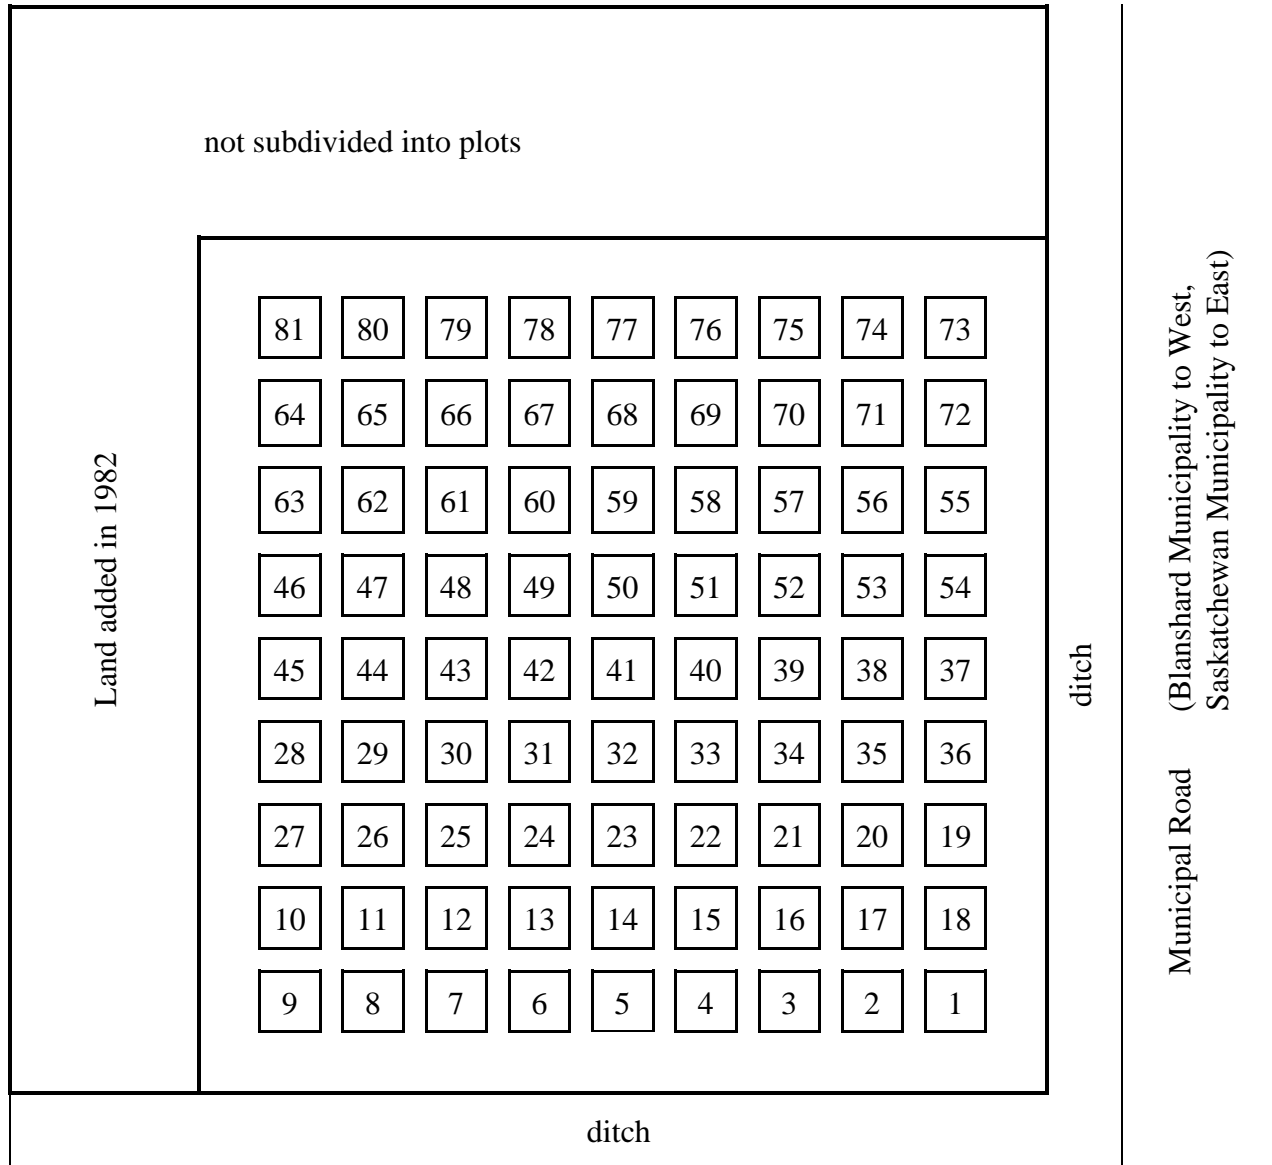 not subdivided into plots
81 80 79 78 77 76 75 74 73
64 65 66 67 68 69 70 71 72
63 62 61 60 59 58 57 56 55
46 47 48 49 50 51 52 53 54
45 44 43 42 41 40 39 38 37
28 29 30 31 32 33 34 35 36
27 26 25 24 23 22 21 20 19
10 11 12 13 14 15 16 17 18
9 8 7 6 5 4 3 2 1
Land added in 1982
ditch
ditch
Municipal Road (Blanshard Municipality to West,
Saskatchewan Municipality to East)